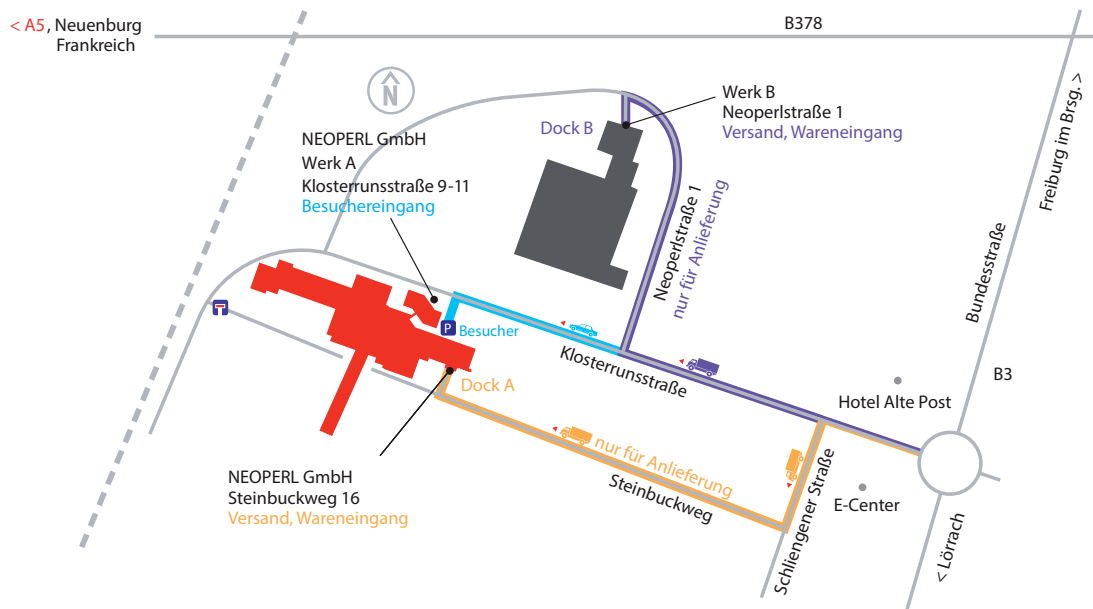 < A5, Neuenburg
Frankreich
B378
Freiburg im Brsg. >
N
Werk B
Neoperlstraße 1
Versand, Wareneingang
Dock B
NEOPERL GmbH
Werk A
Klosterrunsstraße 9-11
Besuchereingang
Neoperlstraße 1
nur für Anlieferung
Bundesstraße
P
Besucher
Klosterrunsstraße
B3
Dock A
Hotel Alte Post
nur für Anlieferung
Steinbuckweg
Schliengener Straße
E-Center
NEOPERL GmbH
Steinbuckweg 16
Versand, Wareneingang
< Lörrach